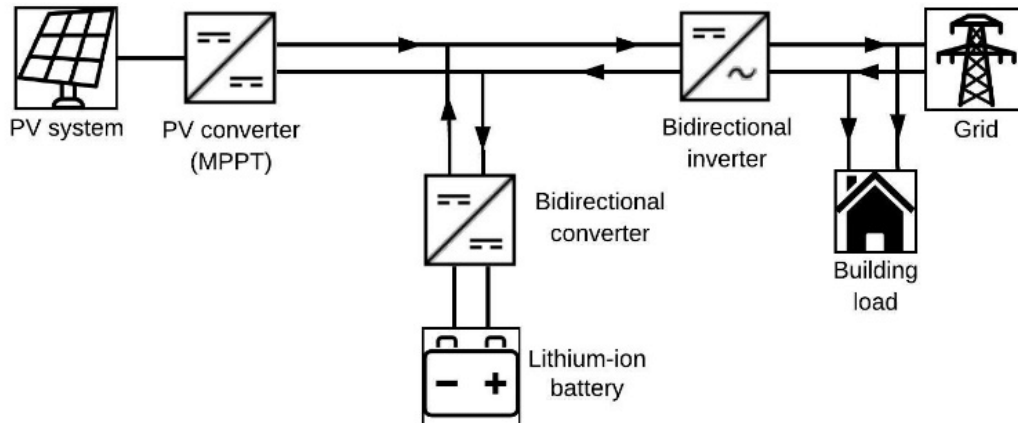 PV system
PV converter
(MPPT)
Bidirectional
inverter
Grid
Bidirectional
converter
Building
load
Lithium-ion
battery